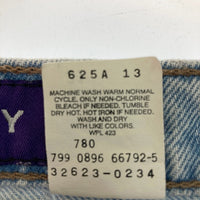 625A 13
MACHINE WASH WARM NORMAL
CYCLE. ONLY NON-CHLORINE
BLEACH IF NEEDED. TUMBLE
DRY HOT. IRON IF NEEDED.
WASH AND DRY
WITH LIKE COLORS.
WPL 423
780
799 0896 66792-5
32623-0234
Y